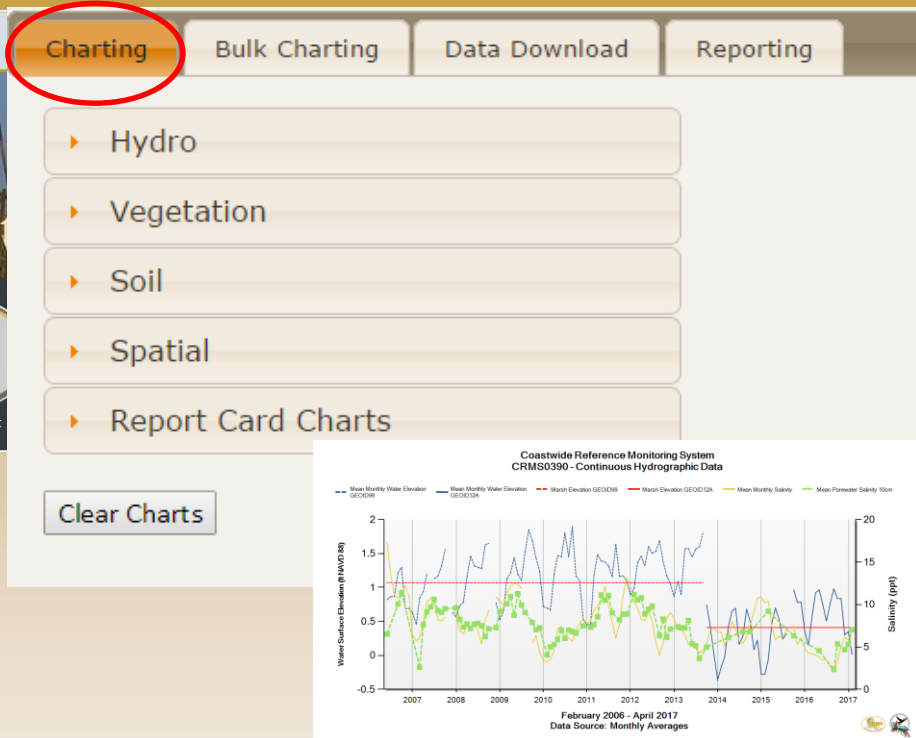 Charting Bulk Charting Data Download Reporting
Hydro
Vegetation
Soil
Spatial
Report Card Charts
Clear Charts
Coastwide Reference Monitoring System
CRMS0390 - Continuous Hydrographic Data
Mean Monthly Water Elevation GEOID99
Mean Monthly Water Elevation GEOID12A
Marsh Elevation GEOID99
Marsh Elevation GEOID12A
Mean Monthly Salinity
Mean Porewater Salinity 10cm
Water Surface Elevation (ft NAVD 88)
2
1.5
1
0.5
0
-0.5
20
15
10
5
0
Salinity (ppt)
2007 2008 2009 2010 2011 2012 2013 2014 2015 2016 2017
February 2006 - April 2017
Data Source: Monthly Averages